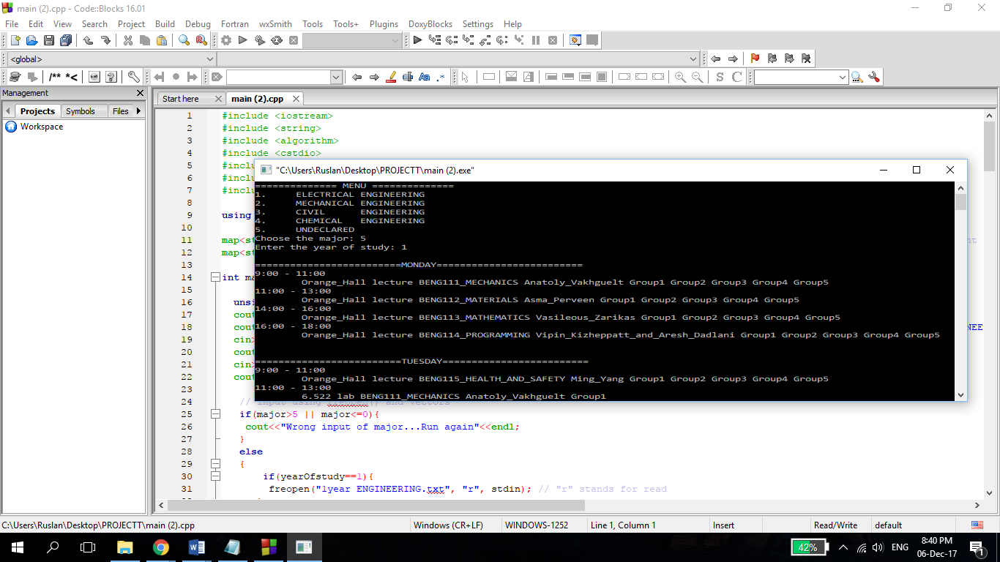 main (2).cpp - Code::Blocks 16.01
File Edit View Search Project Build Debug Fortran wxSmith Tools Tools+ Plugins DoxyBlocks Settings Help
<global>
/** *<
Management
Start here main (2).cpp
Projects Symbols Files
Workspace
1 #include <iostream>
2 #include <string>
3 #include <algorithm>
4 #include <cstdio>
5 #inclu
6 #inclu
7 #inclu
8
9 using
10
11 map<st
12 map<st
13
14 int ma
15
16 unsi
17 cout
18 cout
19 cin>
20 cout
21 cin>
22 cout
23
"C:\Users\Ruslan\Desktop\PROJECTT\main (2).exe"
============== MENU ==============
1. ELECTRICAL ENGINEERING
2. MECHANICAL ENGINEERING
3. CIVIL ENGINEERING
4. CHEMICAL ENGINEERING
5. UNDECLARED
Choose the major: 5
Enter the year of study: 1
=========================MONDAY=========================
9:00 - 11:00
Orange_Hall lecture BENG111_MECHANICS Anatoly_Vakhguelt Group1 Group2 Group3 Group4 Group5
11:00 - 13:00
Orange_Hall lecture BENG112_MATERIALS Asma_Perveen Group1 Group2 Group3 Group4 Group5
14:00 - 16:00
Orange_Hall lecture BENG113_MATHEMATICS Vasileous_Zarikas Group1 Group2 Group3 Group4 Group5
16:00 - 18:00
Orange_Hall lecture BENG114_PROGRAMMING Vipin_Kizheppatt_and_Aresh_Dadlani Group1 Group2 Group3 Group4 Group5
=========================TUESDAY=========================
9:00 - 11:00
Orange_Hall lecture BENG115_HEALTH_AND_SAFETY Ming_Yang Group1 Group2 Group3 Group4 Group5
11:00 - 13:00
6.522 lab BENG111_MECHANICS Anatoly_Vakhguelt Group1
24 // input using freopen() and vectors
25 if(major>5 || major<=0){
26 cout<<"Wrong input of major...Run again"<<endl;
27 }
28 else
29 {
30 if(yearOfstudy==1){
31 freopen("1year ENGINEERING.txt", "r", stdin); // "r" stands for read
C:\Users\Ruslan\Desktop\PROJECTT\main (2).cpp Windows (CR+LF) WINDOWS-1252 Line 1, Column 1 Insert Read/Write default
42% ENG 8:40 PM
06-Dec-17